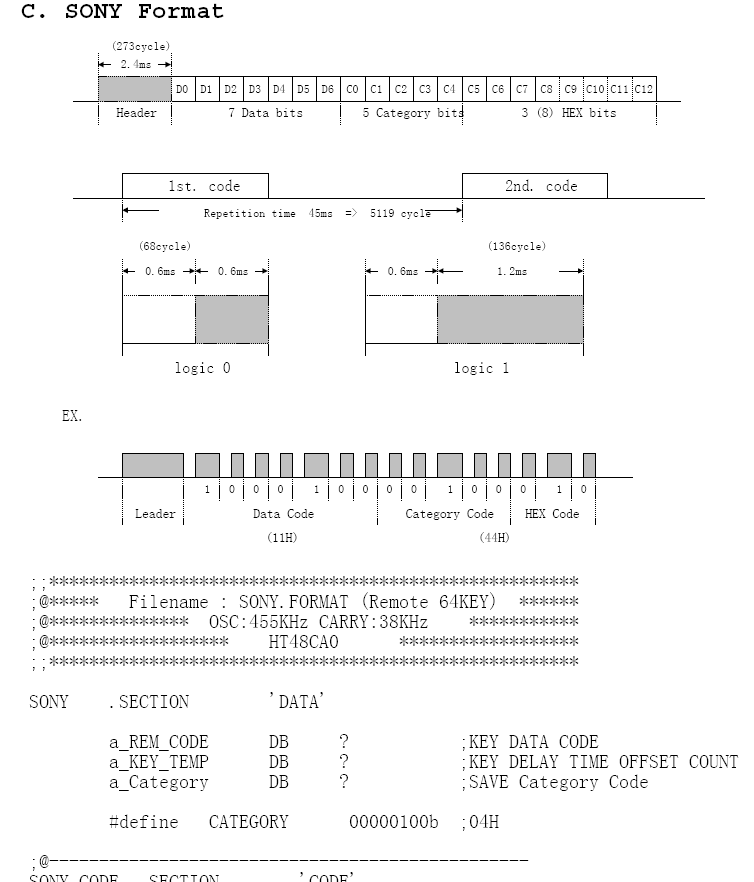 C. SONY Format
(273cycle)
2.4ms
D0 D1 D2 D3 D4 D5 D6 C0 C1 C2 C3 C4 C5 C6 C7 C8 C9 C10 C11 C12
Header 7 Data bits 5 Category bits 3 (8) HEX bits
1st. code 2nd. code
Repetition time 45ms => 5119 cycle
(68cycle) (136cycle)
0.6ms 0.6ms 0.6ms 1.2ms
logic 0 logic 1
EX.
1 0 0 0 1 0 0 0 0 1 0 0 0 1 0
Leader Data Code Category Code HEX Code
(11H) (44H)
;;*****************************************************
;@***** Filename : SONY.FORMAT (Remote 64KEY) ******
;@************** OSC:455KHz CARRY:38KHz ***********
;@****************** HT48CA0 ******************
;;*****************************************************
SONY .SECTION 'DATA'
a_REM_CODE DB ? ;KEY DATA CODE
a_KEY_TEMP DB ? ;KEY DELAY TIME OFFSET COUNT
a_Category DB ? ;SAVE Category Code
#define CATEGORY 00000100b ;04H
;@------------------------------------------------
SONY_CODE .SECTION 'CODE'